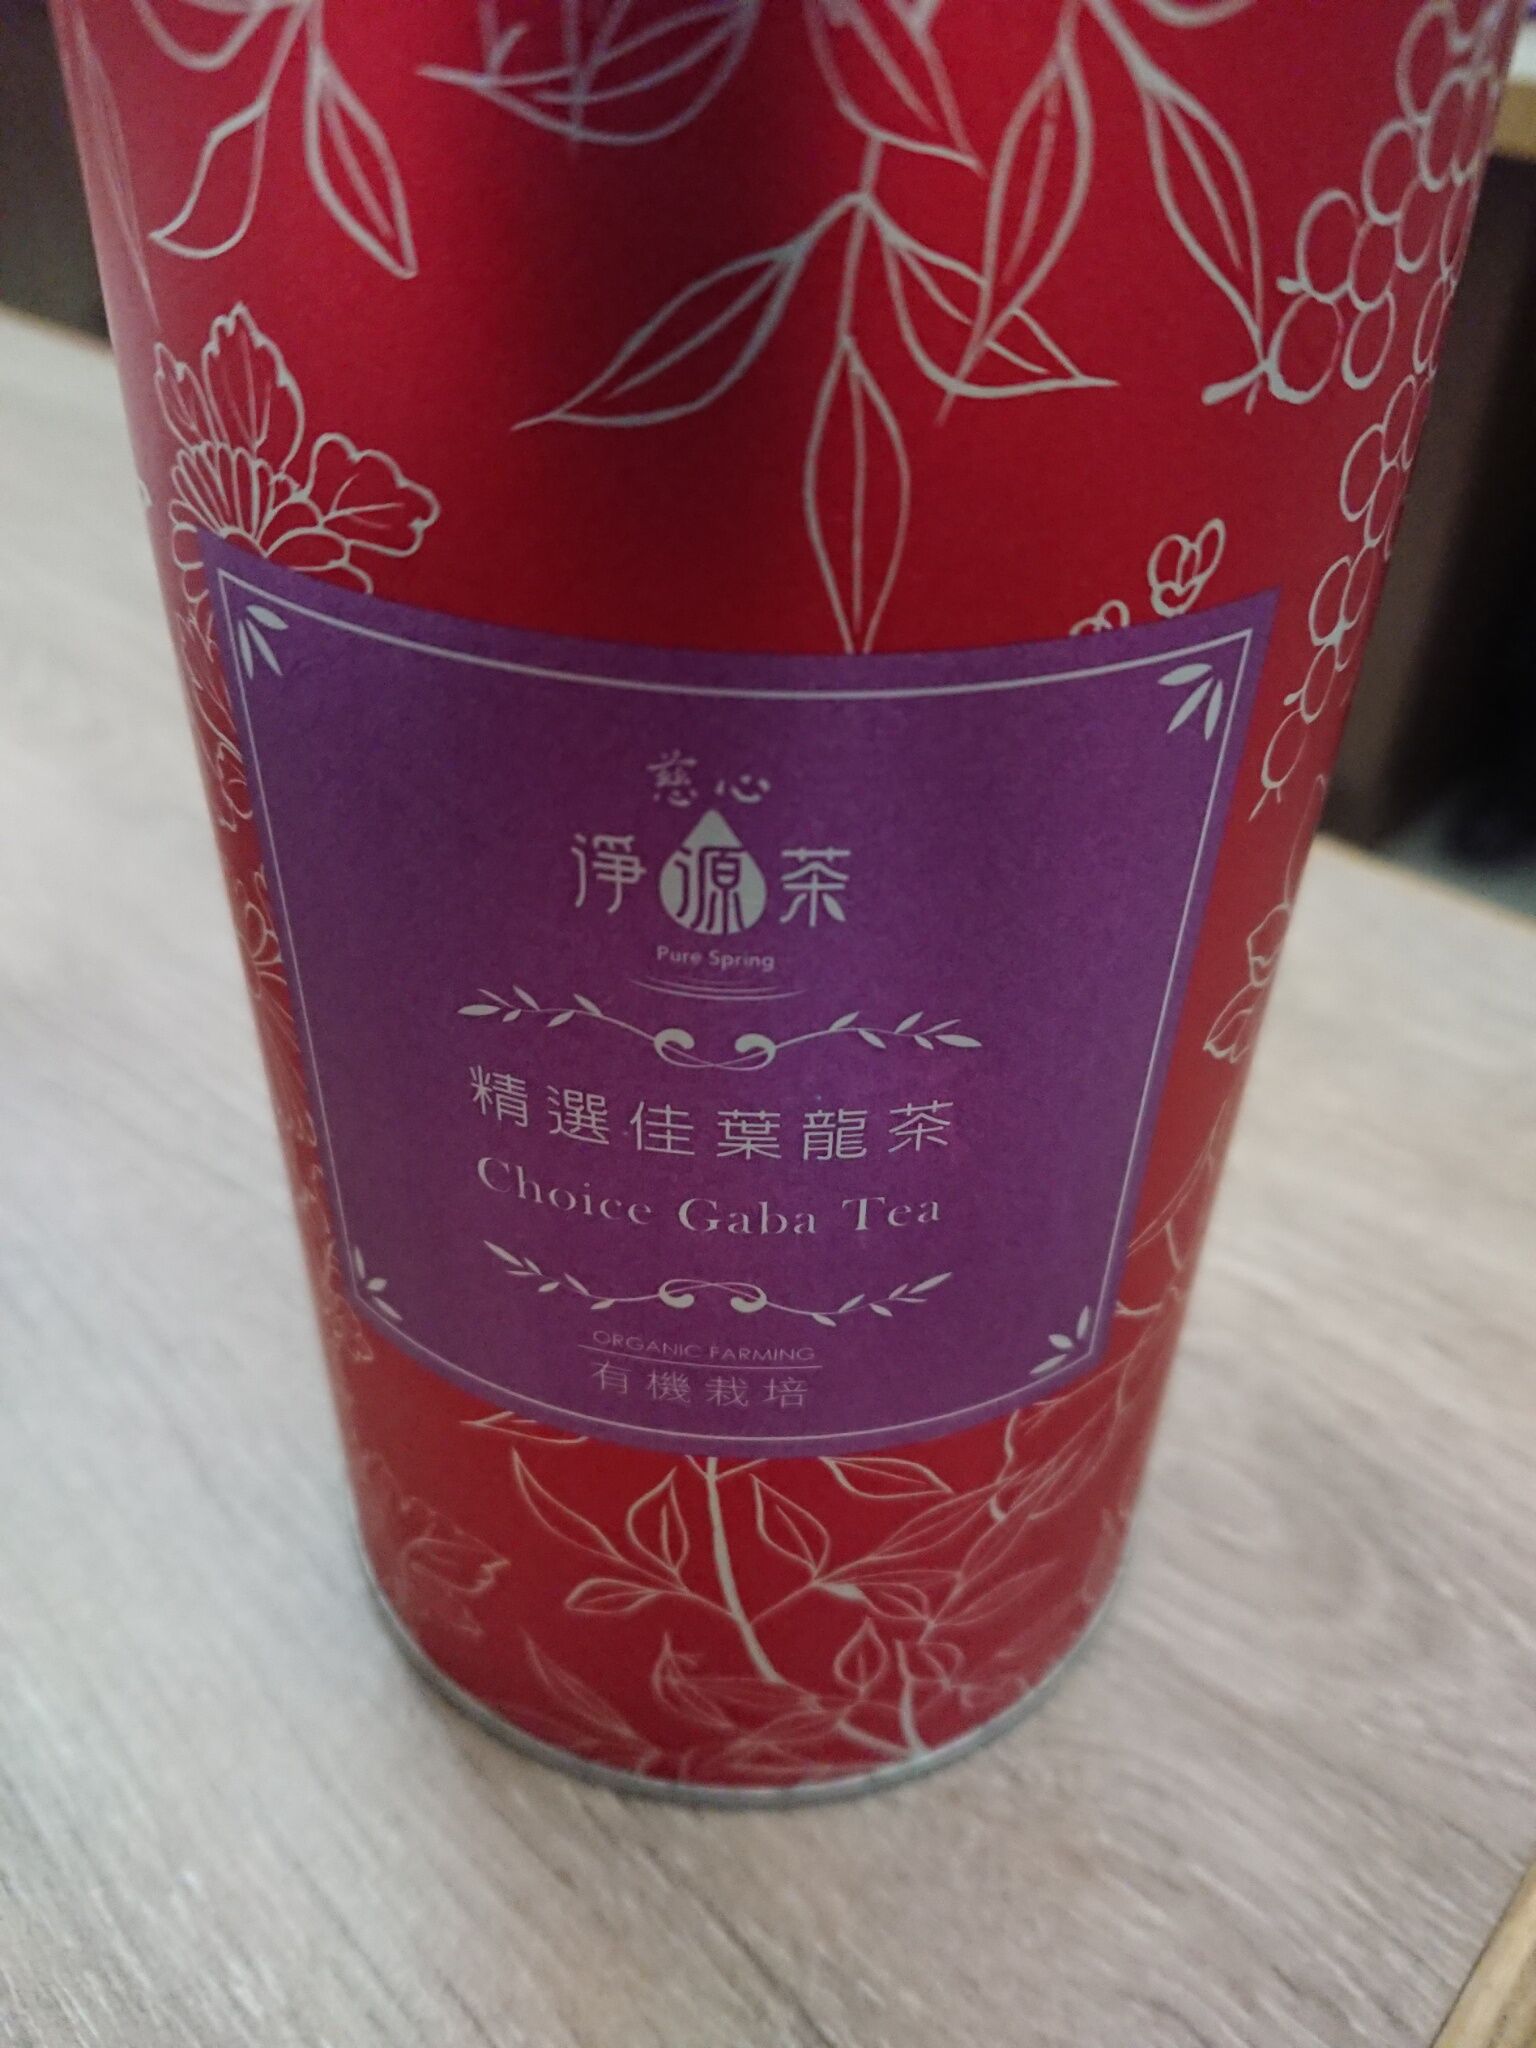 慈心
淨源茶
Pure Spring
精選佳葉龍茶
Choice Gaba Tea
ORGANIC FARMING
有機栽培